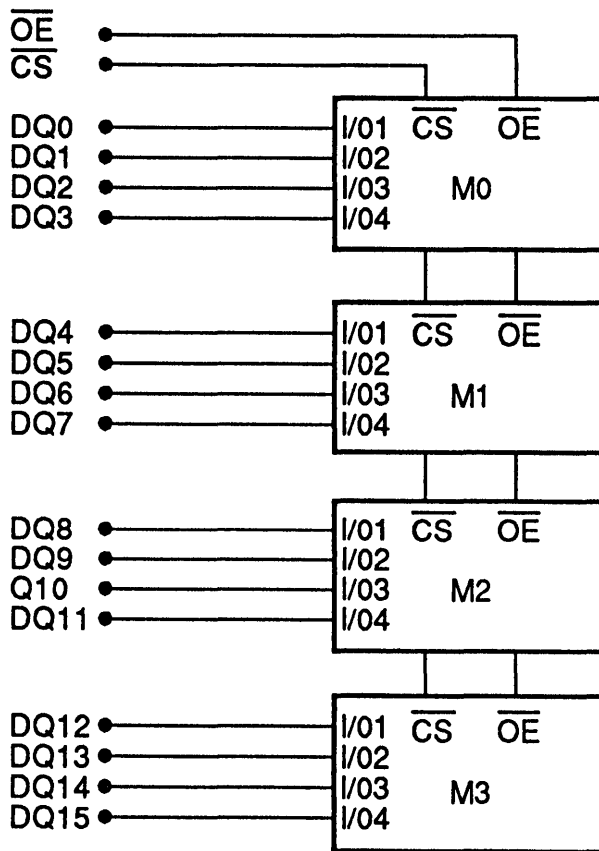 OE
CS
DQ0 I/01 CS OE
DQ1 I/02
DQ2 I/03 M0
DQ3 I/04
DQ4 I/01 CS OE
DQ5 I/02
DQ6 I/03 M1
DQ7 I/04
DQ8 I/01 CS OE
DQ9 I/02
Q10 I/03 M2
DQ11 I/04
DQ12 I/01 CS OE
DQ13 I/02
DQ14 I/03 M3
DQ15 I/04